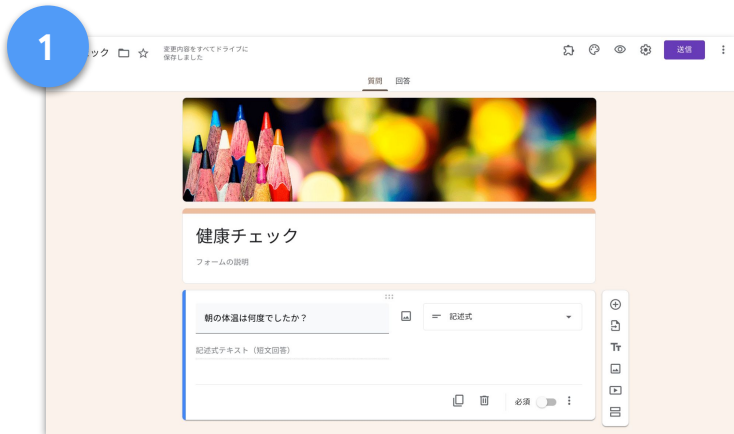 1
ック
変更内容をすべてドライブに
保存しました
送信
質問 回答
健康チェック
フォームの説明
朝の体温は何度でしたか？
記述式
記述式テキスト（短文回答）
必須
Tт